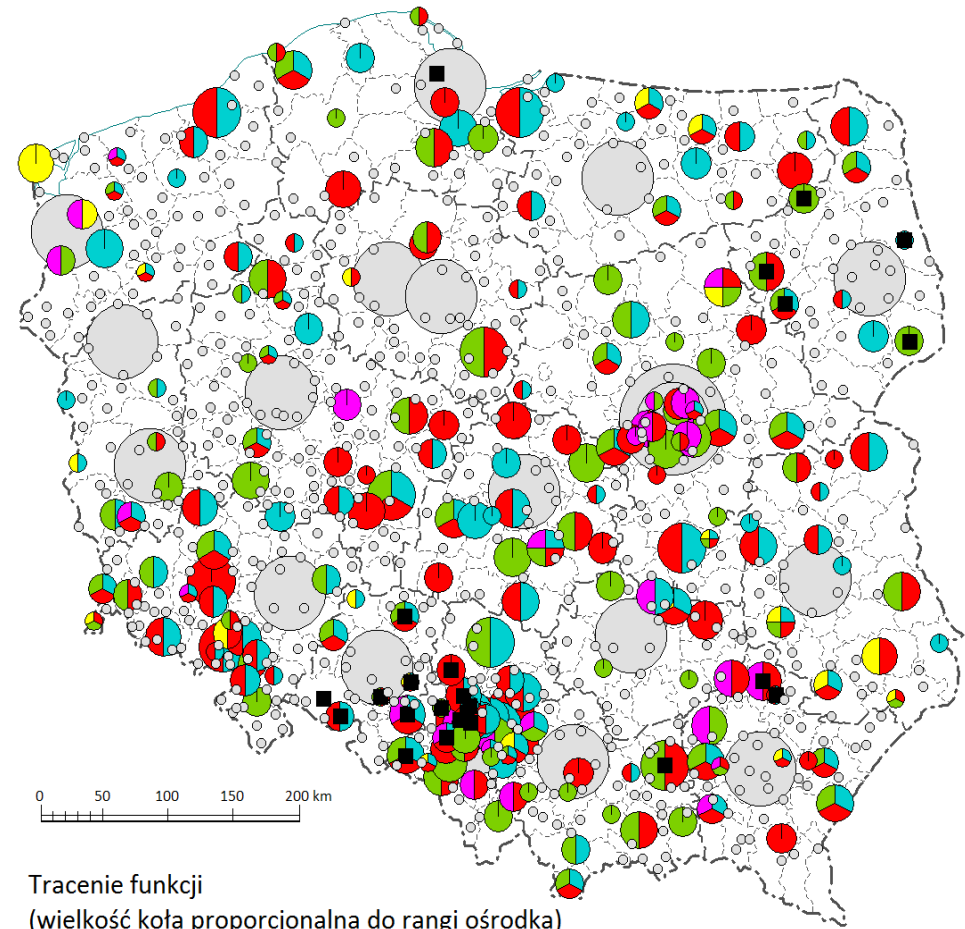 0 50 100 150 200 km
Tracenie funkcji
(wielkość koła proporcjonalna do rangi ośrodka)